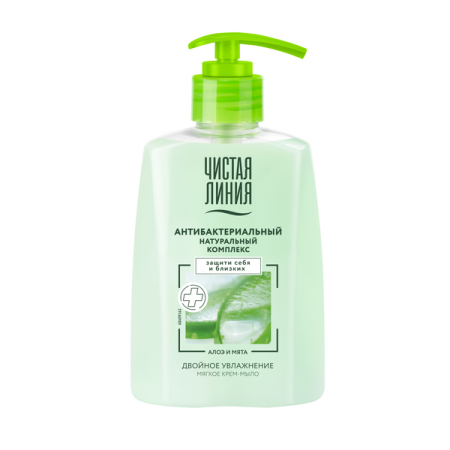 ЧИСТАЯ
ЛИНИЯ
АНТИБАКТЕРИАЛЬНЫЙ
НАТУРАЛЬНЫЙ
КОМПЛЕКС
защити себя
и близких
АЛОЭ И МЯТА
ДВОЙНОЕ УВЛАЖНЕНИЕ
МЯГКОЕ КРЕМ-МЫЛО